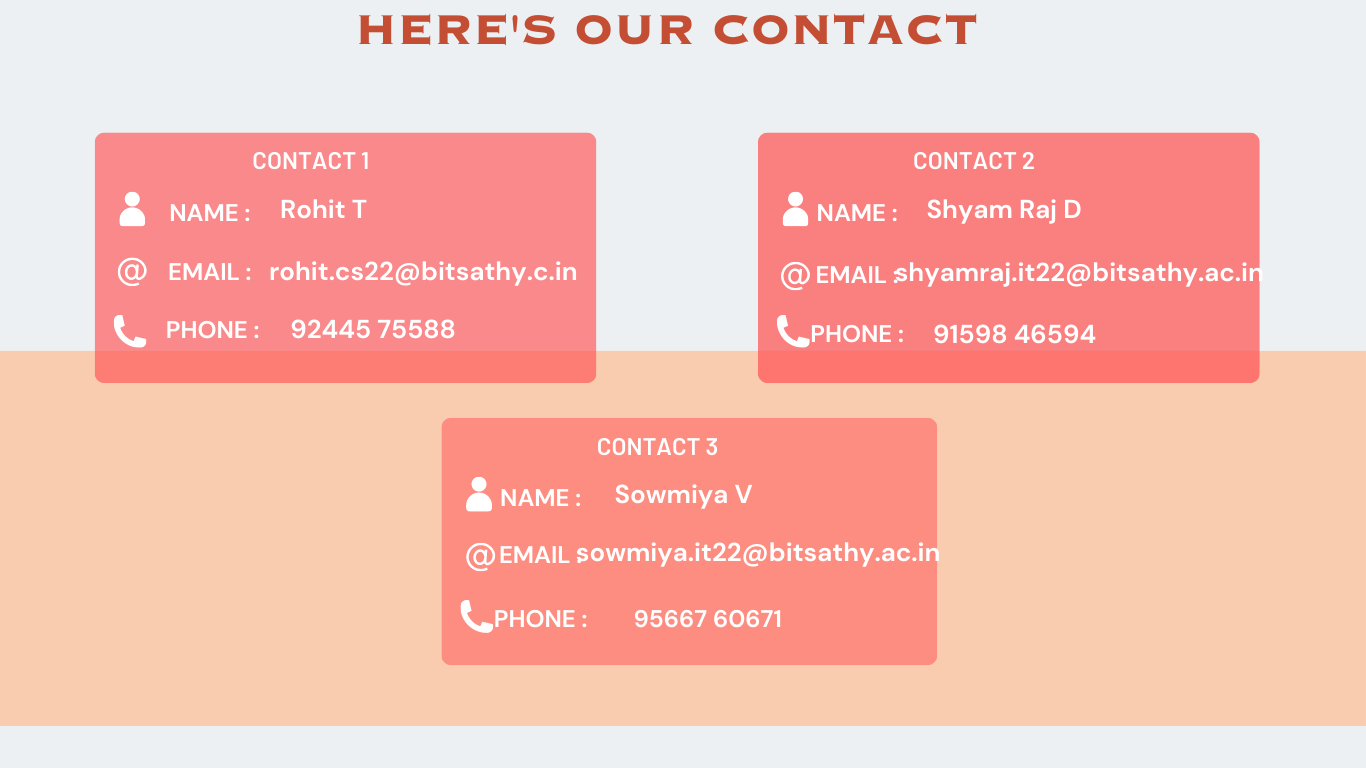 HERE'S OUR CONTACT
CONTACT 1
NAME : Rohit T
@ EMAIL : rohit.cs22@bitsathy.c.in
PHONE : 92445 75588
CONTACT 2
NAME : Shyam Raj D
@ EMAIL : shyamraj.it22@bitsathy.ac.in
PHONE : 91598 46594
CONTACT 3
NAME : Sowmiya V
@ EMAIL : sowmiya.it22@bitsathy.ac.in
PHONE : 95667 60671